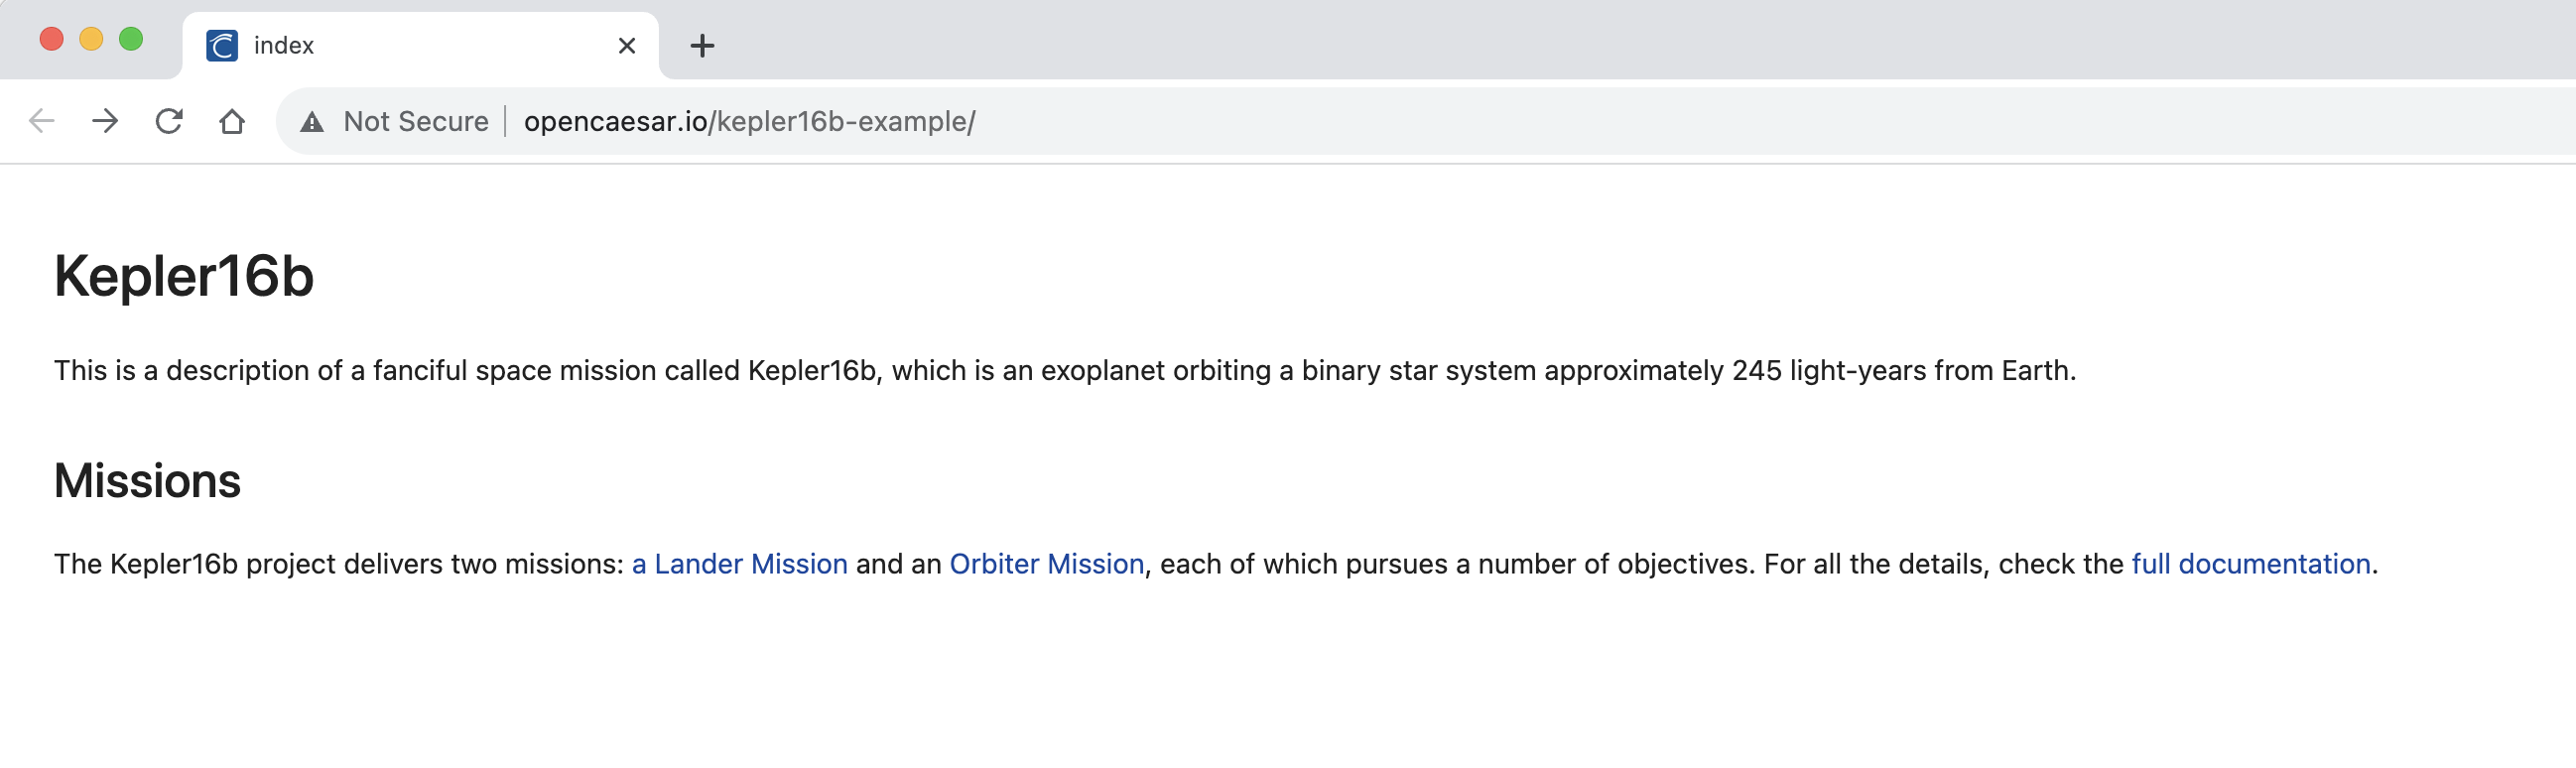 index
Not Secure
opencaesar.io/kepler16b-example/
Kepler16b
This is a description of a fanciful space mission called Kepler16b, which is an exoplanet orbiting a binary star system approximately 245 light-years from Earth.
Missions
The Kepler16b project delivers two missions: a Lander Mission and an Orbiter Mission, each of which pursues a number of objectives. For all the details, check the full documentation.